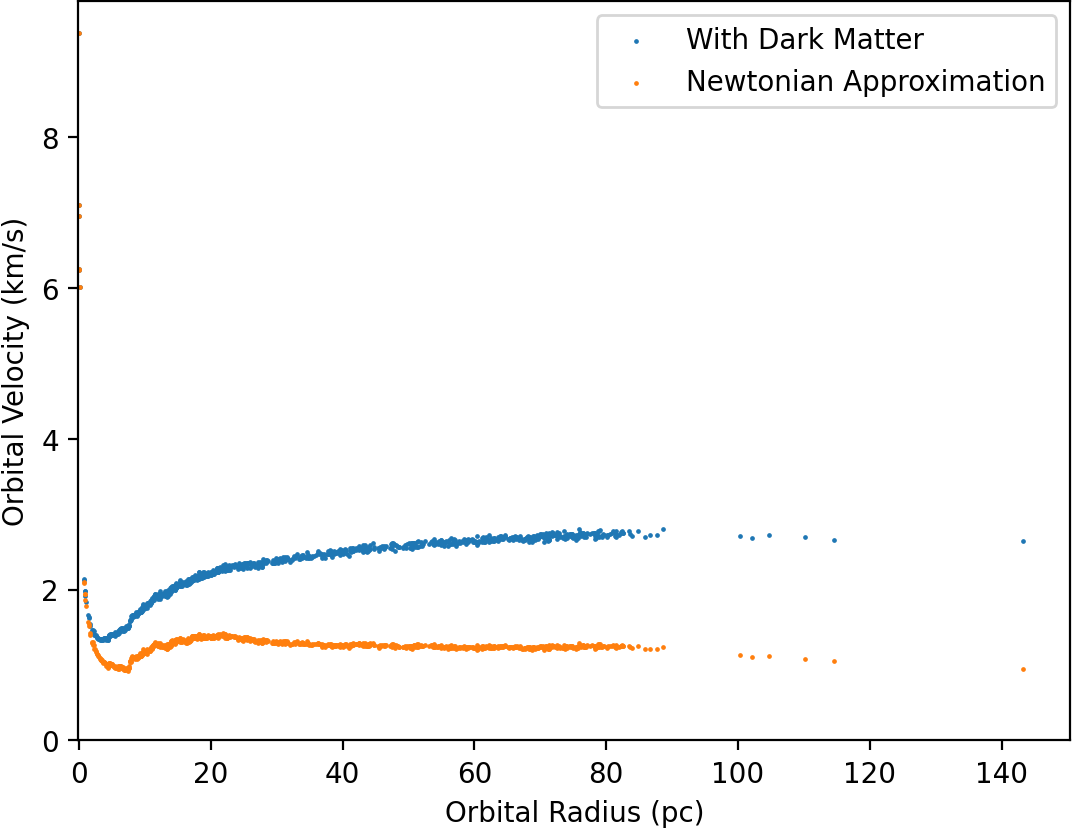 With Dark Matter
Newtonian Approximation
Orbital Velocity (km/s)
8
6
4
2
0
0 20 40 60 80 100 120 140
Orbital Radius (pc)